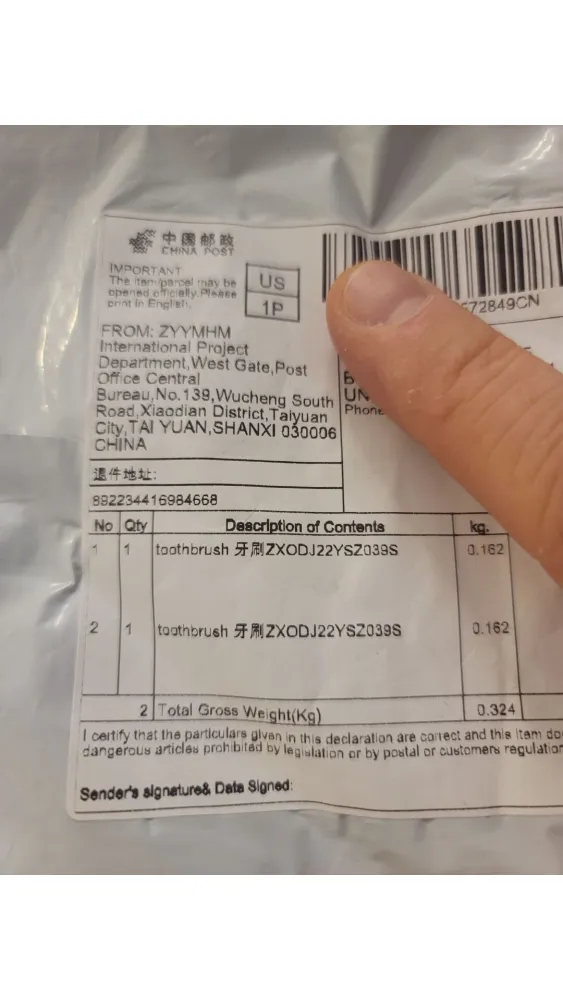 中国邮政
CHINA POST
IMPORTANT
The item/parcel may be
opened officially.Please
print in English.
US
1P
72849CN
FROM: ZYYMHM
International Project
Department,West Gate,Post
Office Central
Bureau,No.139,Wucheng South
Road,Xiaodian District,Taiyuan
City,TAI YUAN,SHANXI 030006
CHINA
UN
Phone
退件地址:
892234416984668
No Qty Description of Contents kg.
1 1 toothbrush 牙刷ZXODJ22YSZ039S 0.162
2 1 toothbrush 牙刷ZXODJ22YSZ039S 0.162
2 Total Gross Weight(Kg) 0.324
I certify that the particulars given in this declaration are correct and this item do
dangerous articles prohibited by legislation or by postal or customers regulation
Sender's signature& Data Signed: